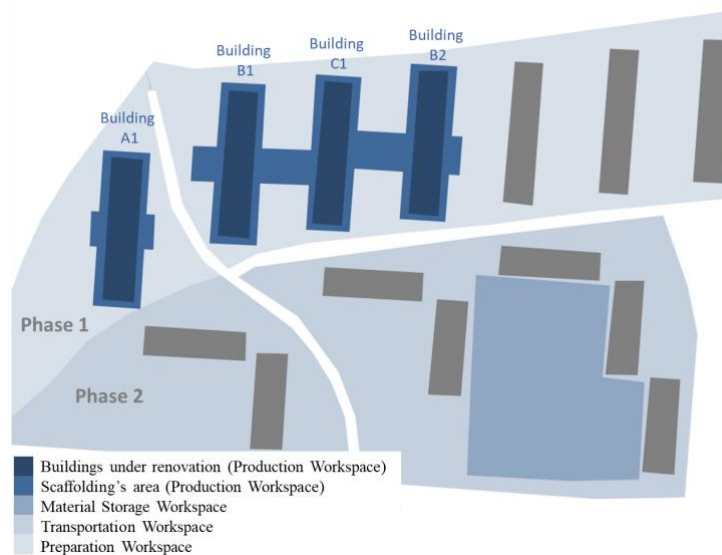 Building
B1
Building
C1
Building
B2
Building
A1
Phase 1
Phase 2
Buildings under renovation (Production Workspace)
Scaffolding's area (Production Workspace)
Material Storage Workspace
Transportation Workspace
Preparation Workspace